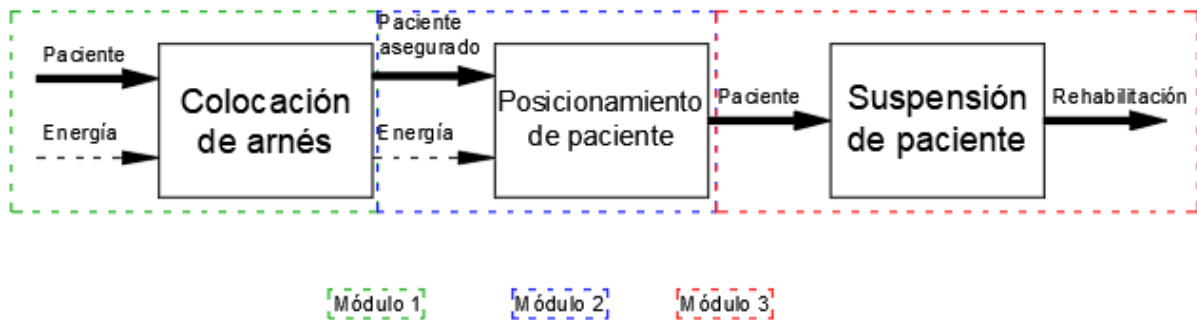 Paciente
Energía
Colocación
de arnés
Paciente
asegurado
Energía
Posicionamiento
de paciente
Paciente
Suspensión
de paciente
Rehabilitación
Módulo 1
Módulo 2
Módulo 3